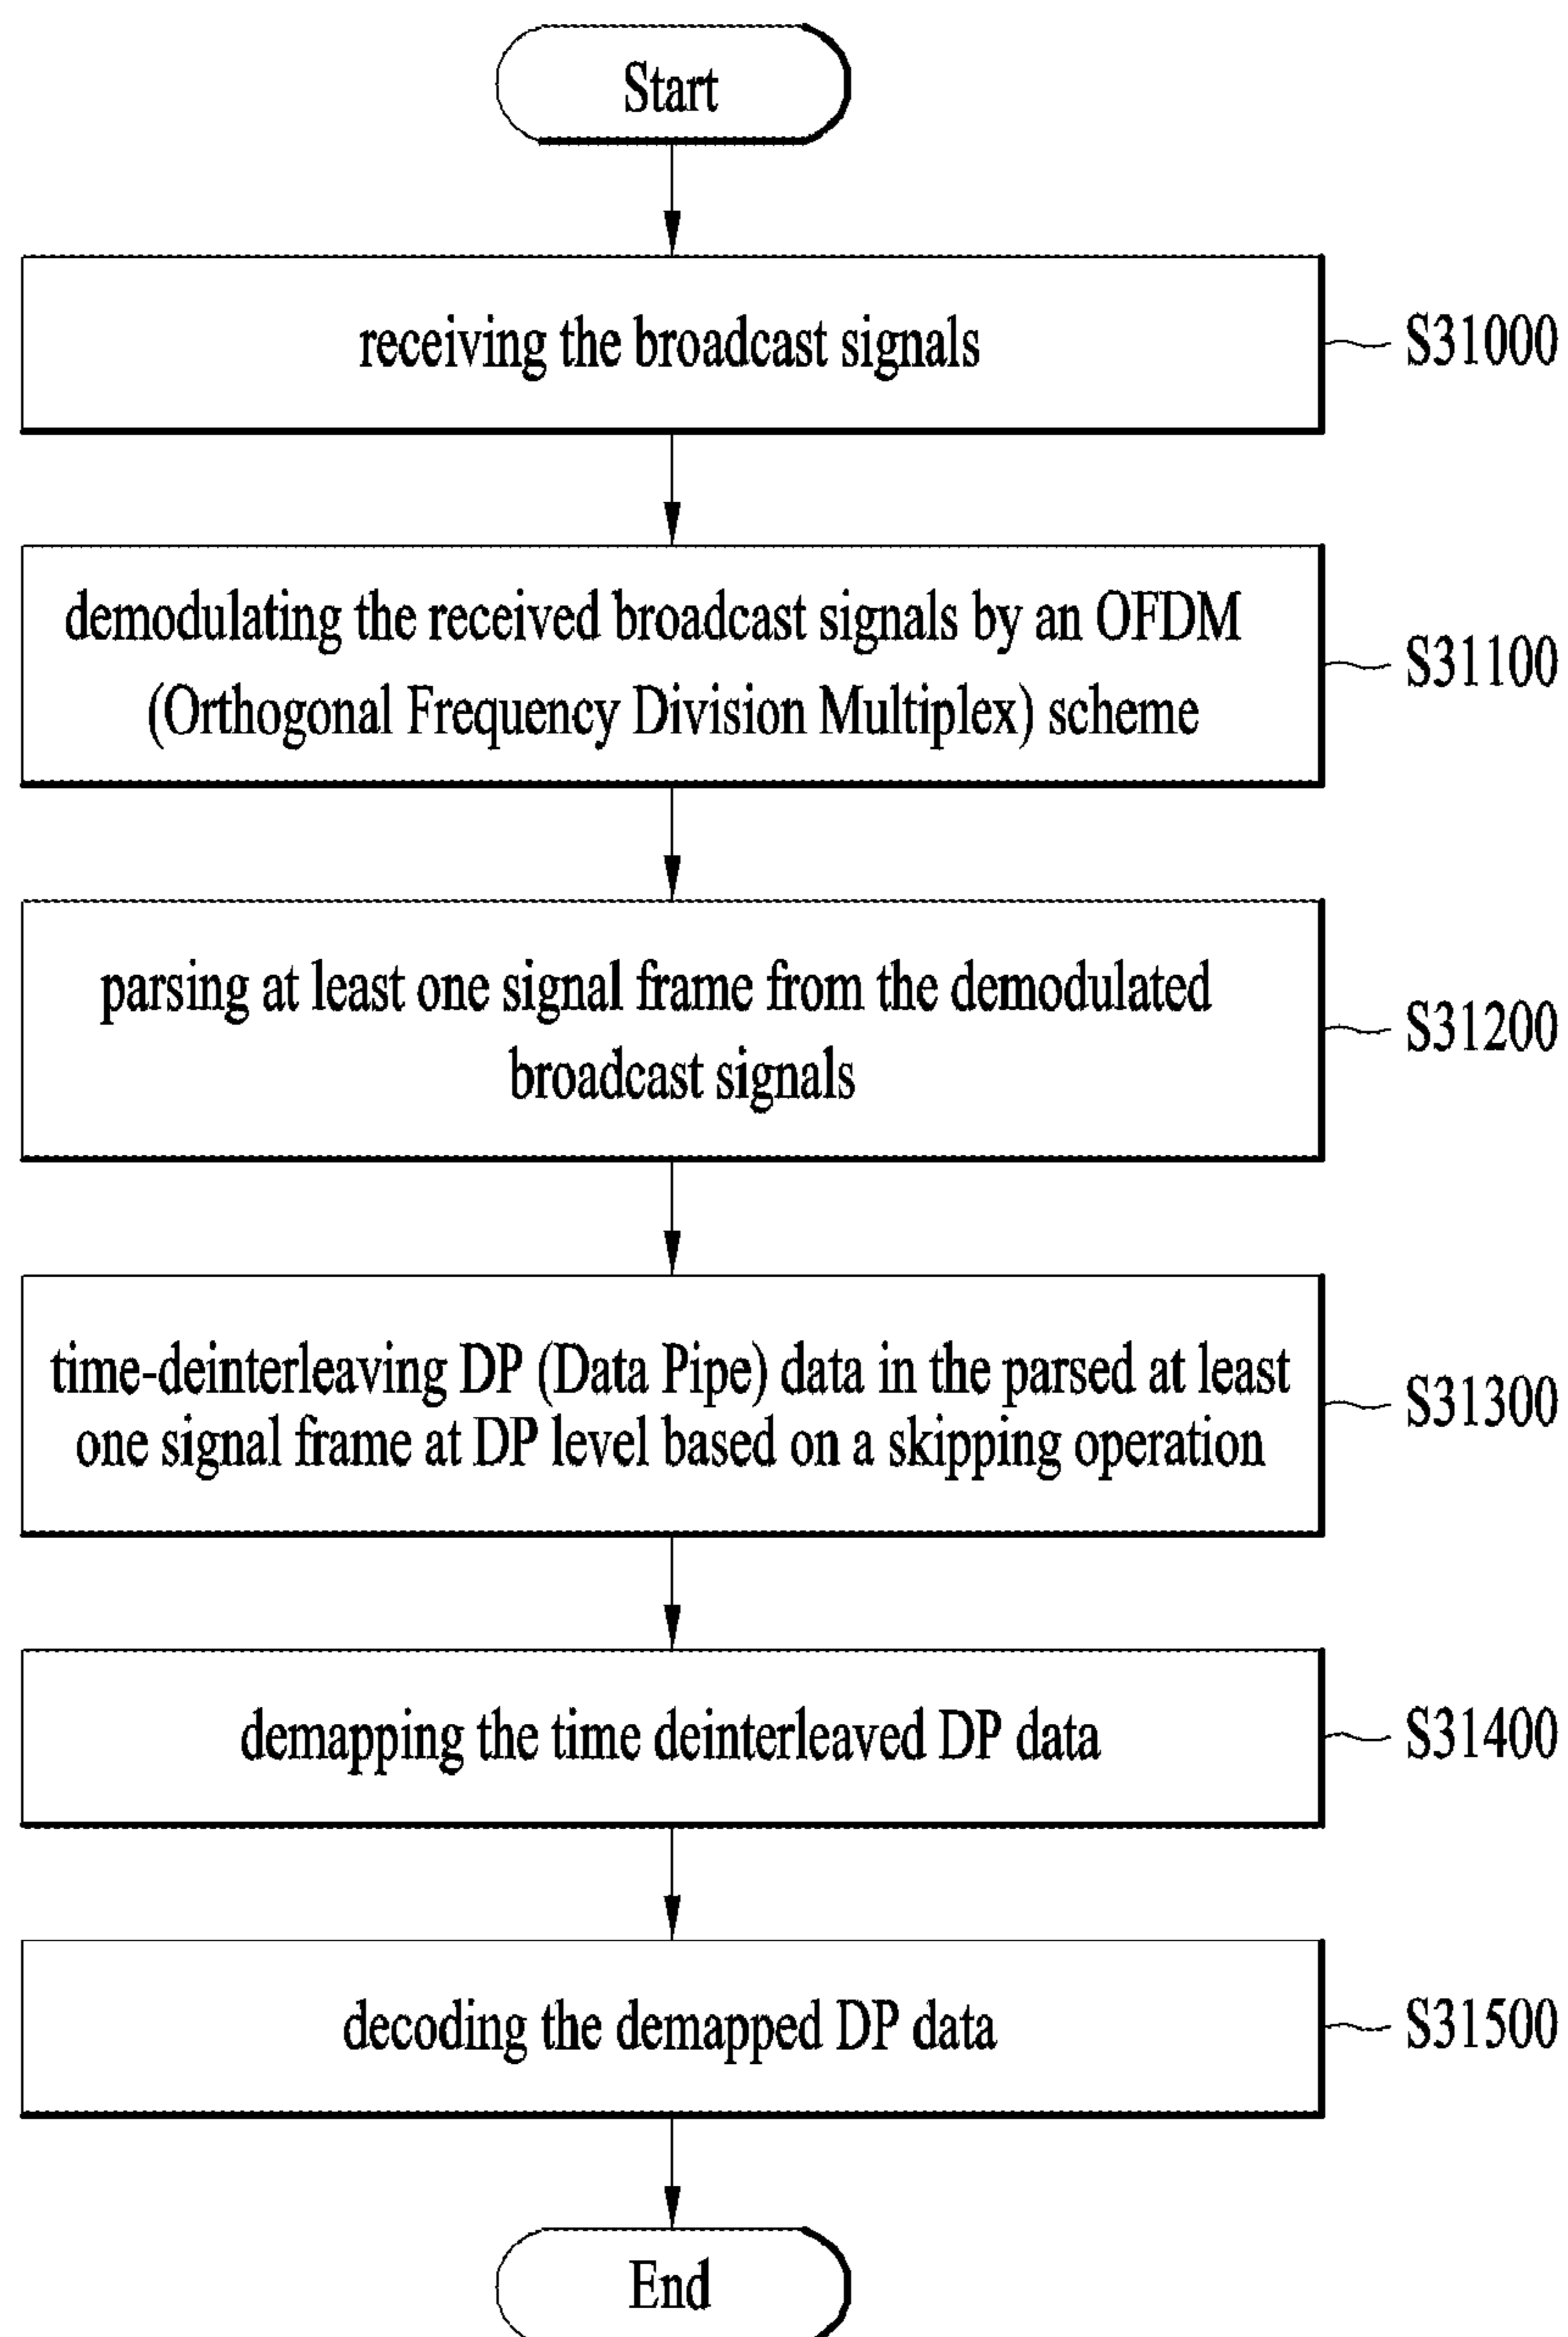 Start
receiving the broadcast signals
S31000
demodulating the received broadcast signals by an OFDM
(Orthogonal Frequency Division Multiplex) scheme
S31100
parsing at least one signal frame from the demodulated
broadcast signals
S31200
time-deinterleaving DP (Data Pipe) data in the parsed at least
one signal frame at DP level based on a skipping operation
S31300
demapping the time deinterleaved DP data
S31400
decoding the demapped DP data
S31500
End